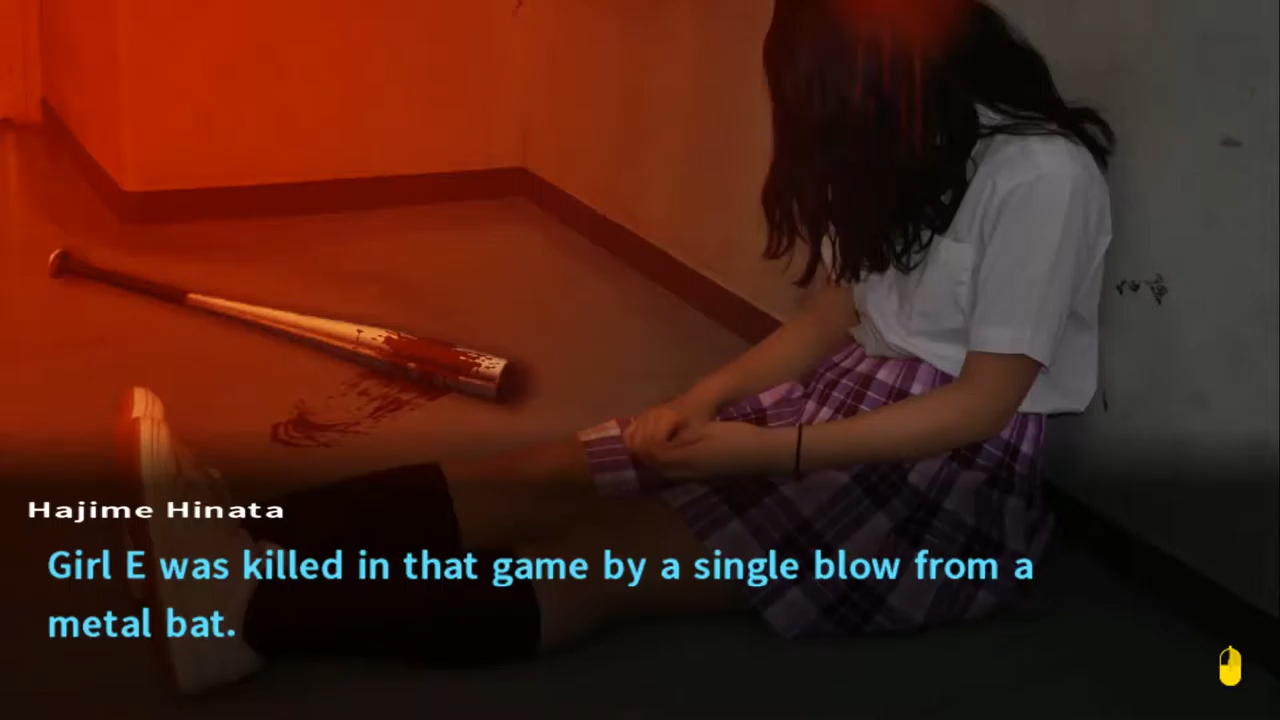 Hajime Hinata
Girl E was killed in that game by a single blow from a
metal bat.